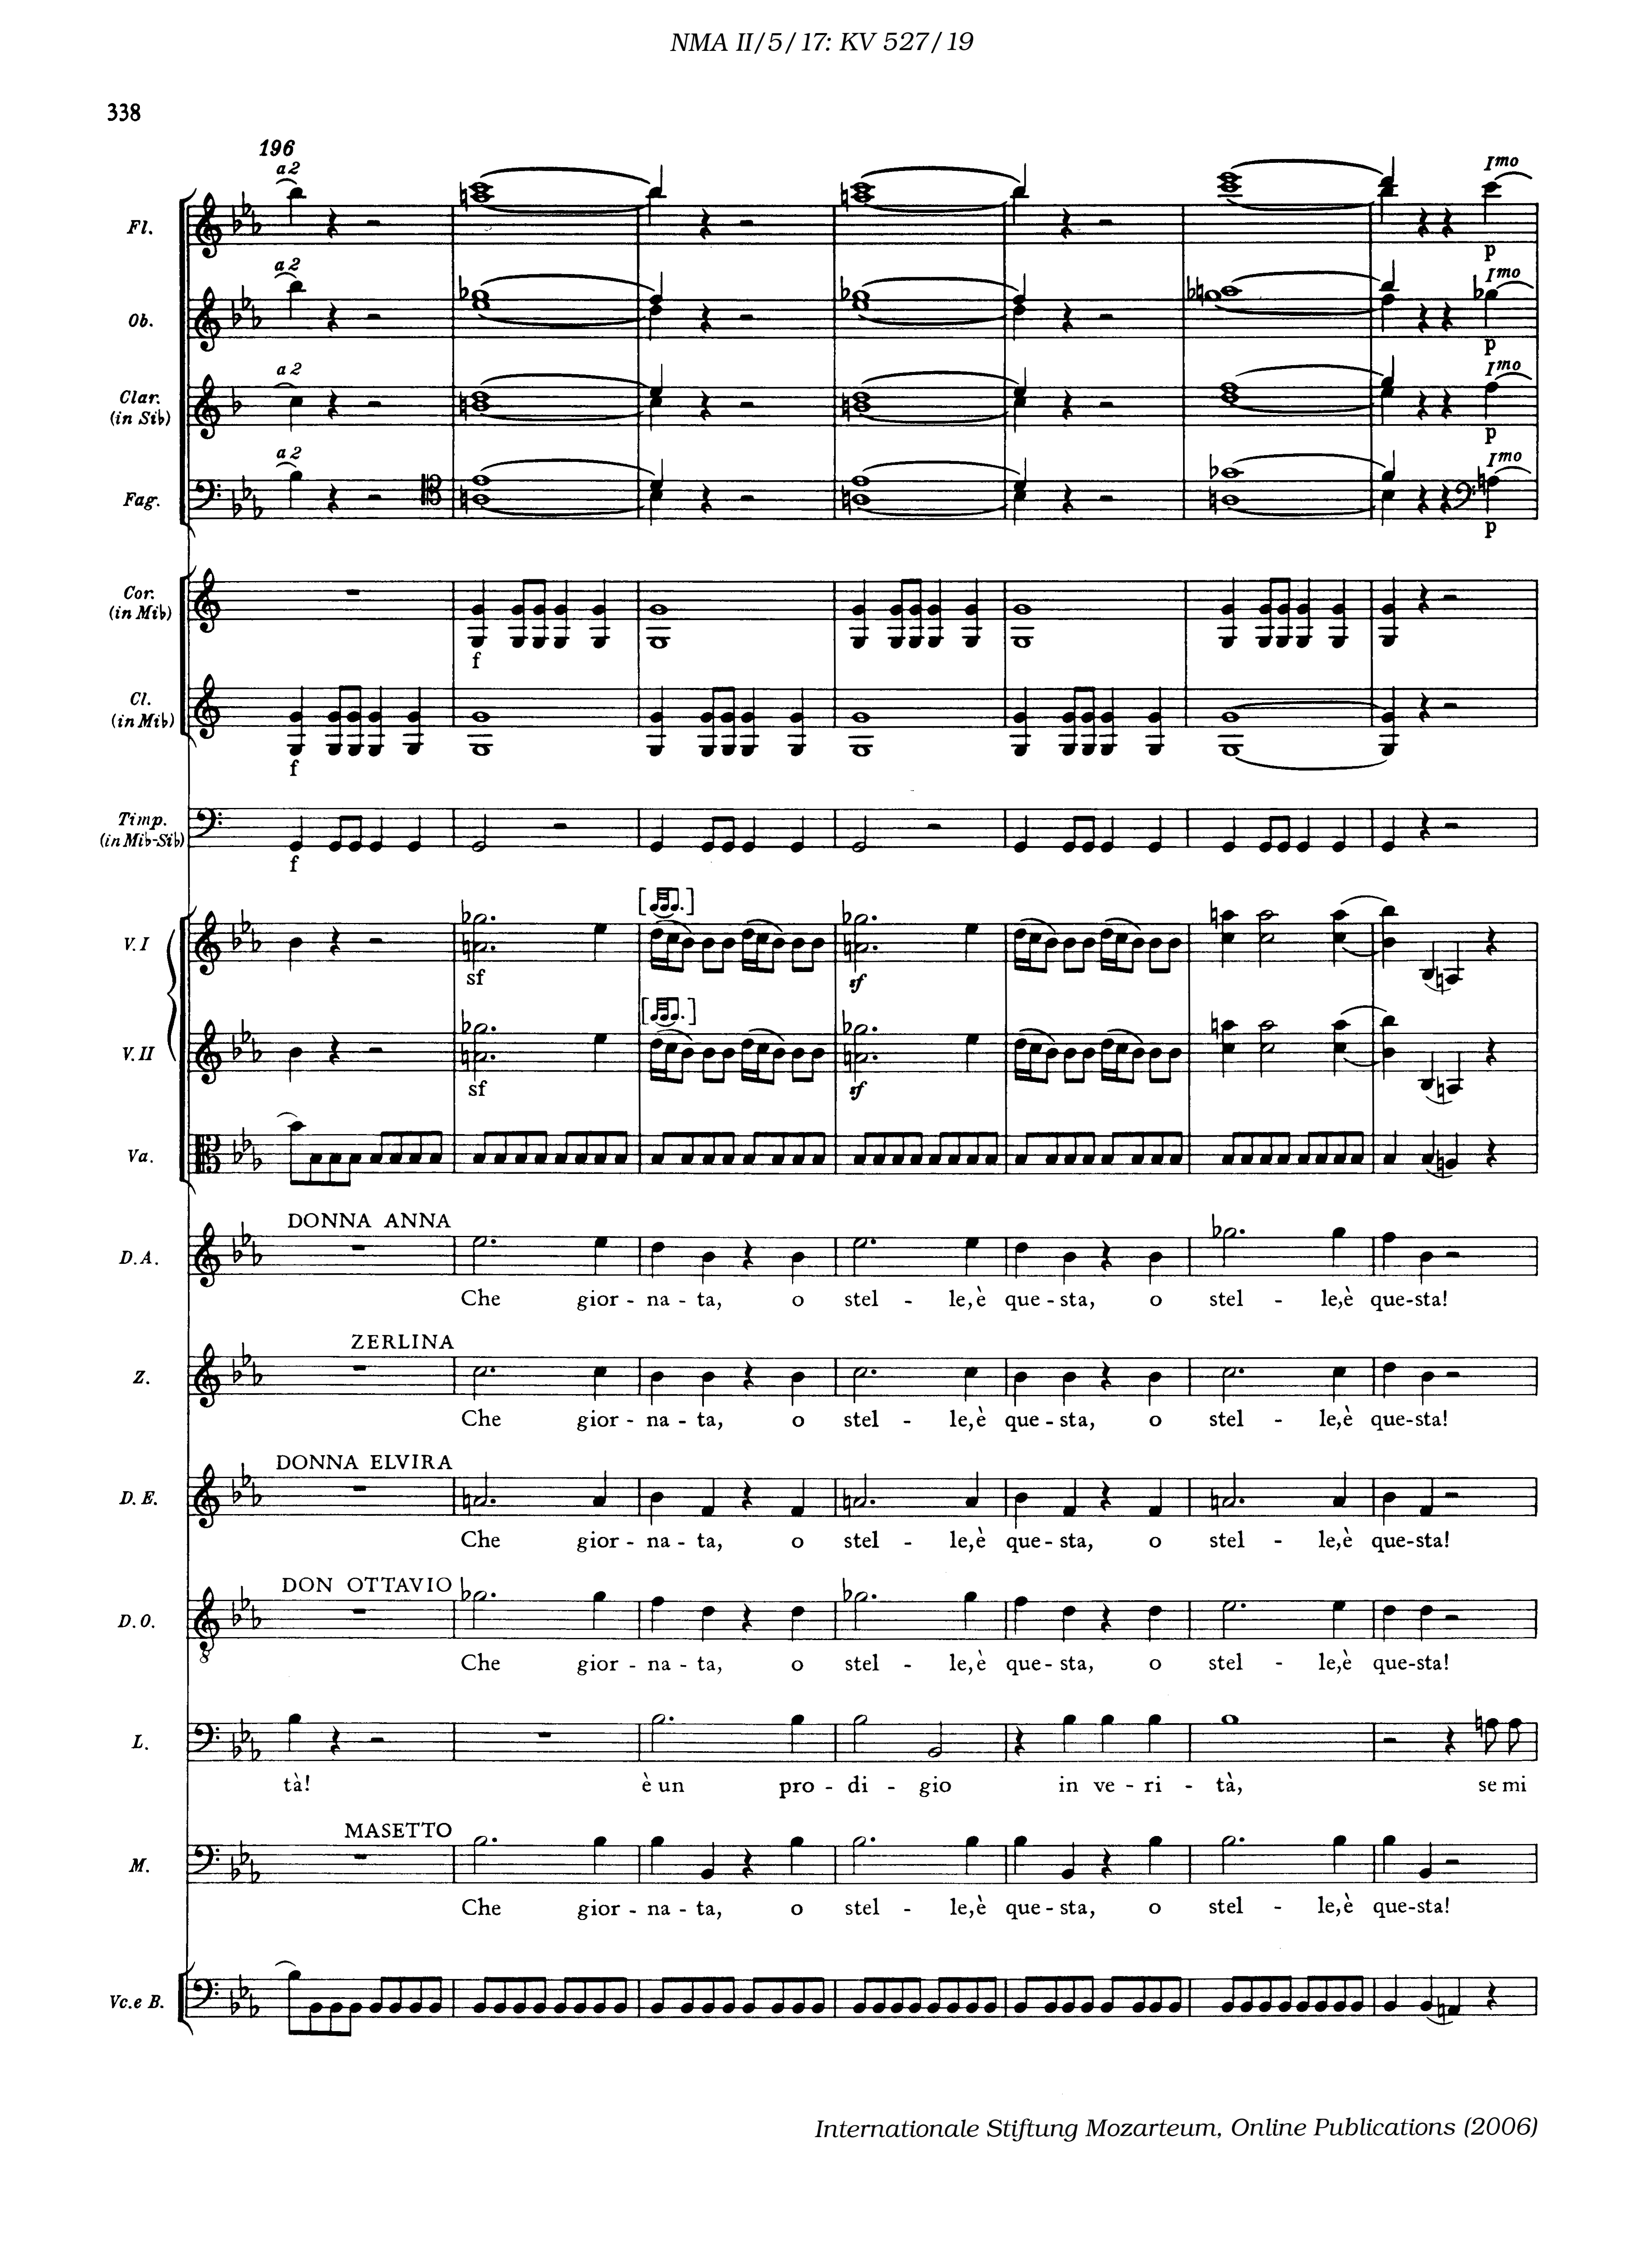 NMA II/5/17: KV 527/19
338
196
a2
Fl.
Imo
p
a2
Ob.
Imo
p
a2
Clar.
(in Sib)
Imo
p
a2
Fag.
Imo
p
Cor.
(in Mib)
f
Cl.
(in Mib)
f
Timp.
(in Mib-Sib)
f
V. I
sf sf
V. II
sf sf
Va.
DONNA ANNA
D.A.
Che gior - na - ta, o stel - le, è que - sta, o stel - le, è que-sta!
ZERLINA
Z.
Che gior - na - ta, o stel - le, è que - sta, o stel - le, è que-sta!
DONNA ELVIRA
D. E.
Che gior - na - ta, o stel - le, è que - sta, o stel - le, è que-sta!
DON OTTAVIO
D.O.
8
Che gior - na - ta, o stel - le, è que - sta, o stel - le, è que-sta!
L.
tà! è un pro - di - gio in ve - ri - tà, se mi
MASETTO
M.
Che gior - na - ta, o stel - le, è que - sta, o stel - le, è que-sta!
Vc. e B.
Internationale Stiftung Mozarteum, Online Publications (2006)